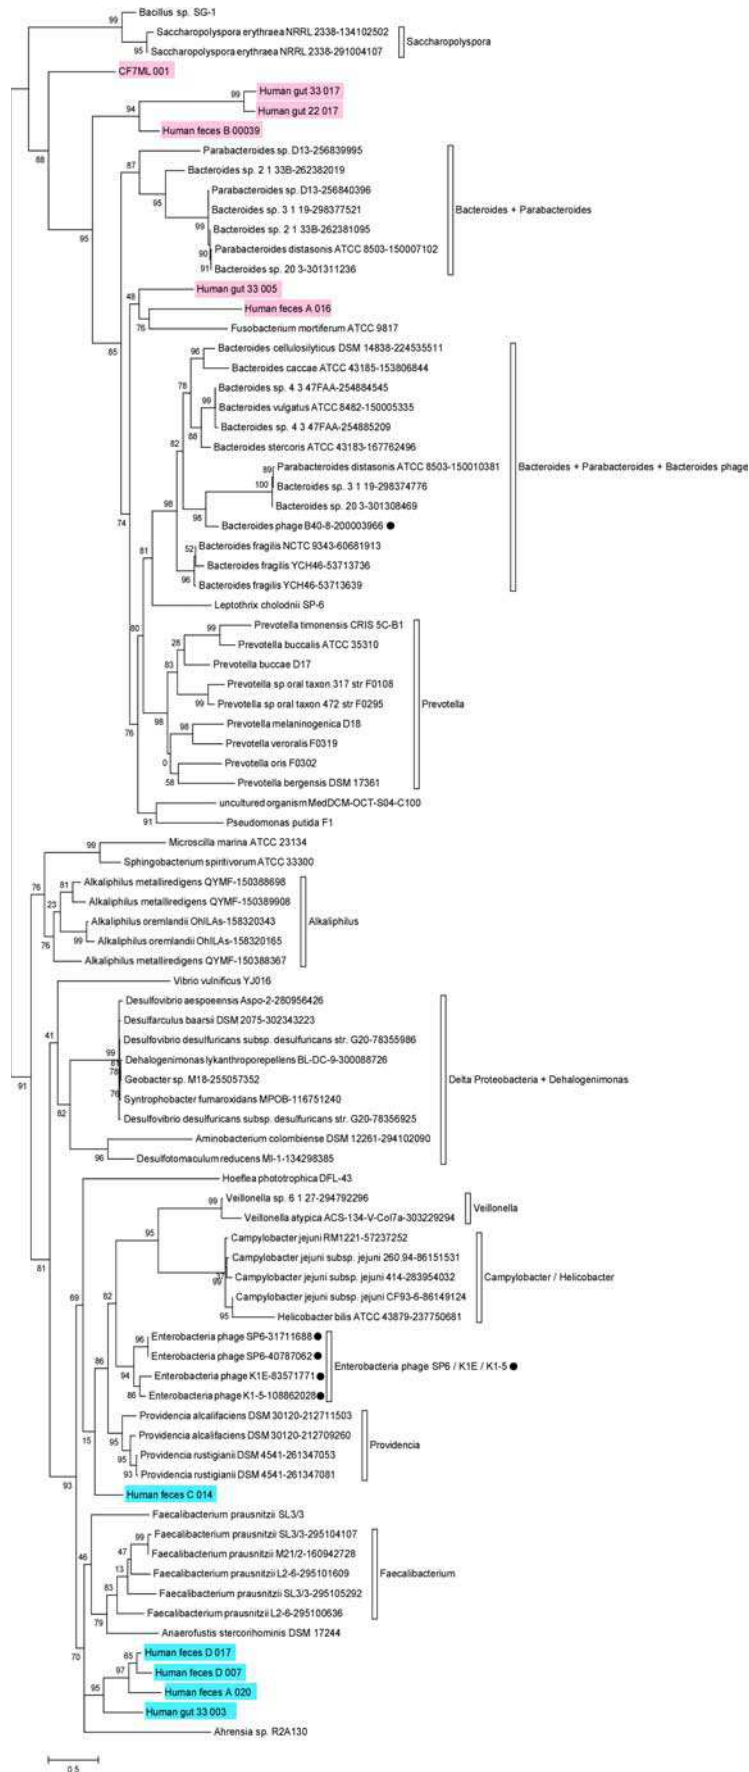 Bacillus sp. SG-1
99
Saccharopolyspora erythraea NRRL 2338-134102502
Saccharopolyspora
95
Saccharopolyspora erythraea NRRL 2338-291004107
CF7ML 001
Human gut 33 017
99
94
Human gut 22 017
Human feces B 00039
88
Parabacteroides sp. D13-256839995
87
Bacteroides sp. 2 1 33B-262382019
Parabacteroides sp. D13-256840396
95
Bacteroides sp. 3 1 19-298377521
Bacteroides + Parabacteroides
99
Bacteroides sp. 2 1 33B-262381095
95
Parabacteroides distasonis ATCC 8503-150007102
90
91
Bacteroides sp. 20 3-301311236
Human gut 33 005
48
Human feces A 016
76
Fusobacterium mortiferum ATCC 9817
85
Bacteroides cellulosilyticus DSM 14838-224535511
96
Bacteroides caccae ATCC 43185-153806844
78
Bacteroides sp. 4 3 47FAA-254884545
99
Bacteroides vulgatus ATCC 8482-150005335
Bacteroides sp. 4 3 47FAA-254885209
88
82
Bacteroides stercoris ATCC 43183-167762496
Parabacteroides distasonis ATCC 8503-150010381
89
Bacteroides + Parabacteroides + Bacteroides phage
100
Bacteroides sp. 3 1 19-298374776
98
Bacteroides sp. 20 3-301308469
98
Bacteroides phage B40-8-200003966 ●
74
Bacteroides fragilis NCTC 9343-60681913
52
81
Bacteroides fragilis YCH46-53713736
96
Bacteroides fragilis YCH46-53713639
Leptothrix cholodnii SP-6
Prevotella timonensis CRIS 5C-B1
99
80
28
Prevotella buccalis ATCC 35310
83
Prevotella buccae D17
Prevotella sp oral taxon 317 str F0108
99
Prevotella sp oral taxon 472 str F0295
Prevotella
98
Prevotella melaninogenica D18
98
76
Prevotella veroralis F0319
0
Prevotella oris F0302
58
Prevotella bergensis DSM 17361
uncultured organism MedDCM-OCT-S04-C100
91
Pseudomonas putida F1
Microscilla marina ATCC 23134
99
Sphingobacterium spiritivorum ATCC 33300
76
Alkaliphilus metalliredigens QYMF-150388698
81
Alkaliphilus metalliredigens QYMF-150389908
23
Alkaliphilus oremlandii OhILAs-158320343
Alkaliphilus
99
76
Alkaliphilus oremlandii OhILAs-158320165
Alkaliphilus metalliredigens QYMF-150388367
Vibrio vulnificus YJ016
Desulfovibrio aespoeensis Aspo-2-280956426
Desulfarculus baarsii DSM 2075-302343223
41
Desulfovibrio desulfuricans subsp. desulfuricans str. G20-78355986
99
Dehalogenimonas lykanthroporepellens BL-DC-9-300088726
81
78
91
Geobacter sp. M18-255057352
Delta Proteobacteria + Dehalogenimonas
76
Syntrophobacter fumaroxidans MPOB-116751240
82
Desulfovibrio desulfuricans subsp. desulfuricans str. G20-78356925
Aminobacterium colombiense DSM 12261-294102090
96
Desulfotomaculum reducens MI-1-134298385
Hoeflea phototrophica DFL-43
Veillonella sp. 6 1 27-294792296
99
Veillonella
Veillonella atypica ACS-134-V-Col7a-303229294
95
Campylobacter jejuni RM1221-57237252
Campylobacter jejuni subsp. jejuni 260.94-86151531
81
37
99
Campylobacter jejuni subsp. jejuni 414-283954032
Campylobacter / Helicobacter
69
82
Campylobacter jejuni subsp. jejuni CF93-6-86149124
95
Helicobacter bilis ATCC 43879-237750681
Enterobacteria phage SP6-31711688 ●
96
Enterobacteria phage SP6-40787062 ●
Enterobacteria phage SP6 / K1E / K1-5 ●
86
94
Enterobacteria phage K1E-83571771 ●
86
Enterobacteria phage K1-5-108862028 ●
Providencia alcalifaciens DSM 30120-212711503
15
95
Providencia alcalifaciens DSM 30120-212709260
Providencia
Providencia rustigianii DSM 4541-261347053
93
Providencia rustigianii DSM 4541-261347081
93
Human feces C 014
Faecalibacterium prausnitzii SL3/3
Faecalibacterium prausnitzii SL3/3-295104107
99
46
47
Faecalibacterium prausnitzii M21/2-160942728
13
Faecalibacterium prausnitzii L2-6-295101609
Faecalibacterium
83
Faecalibacterium prausnitzii SL3/3-295105292
Faecalibacterium prausnitzii L2-6-295100636
79
Anaerofustis stercorihominis DSM 17244
70
Human feces D 017
65
97
Human feces D 007
95
Human feces A 020
Human gut 33 003
Ahrensia sp. R2A130
0.5